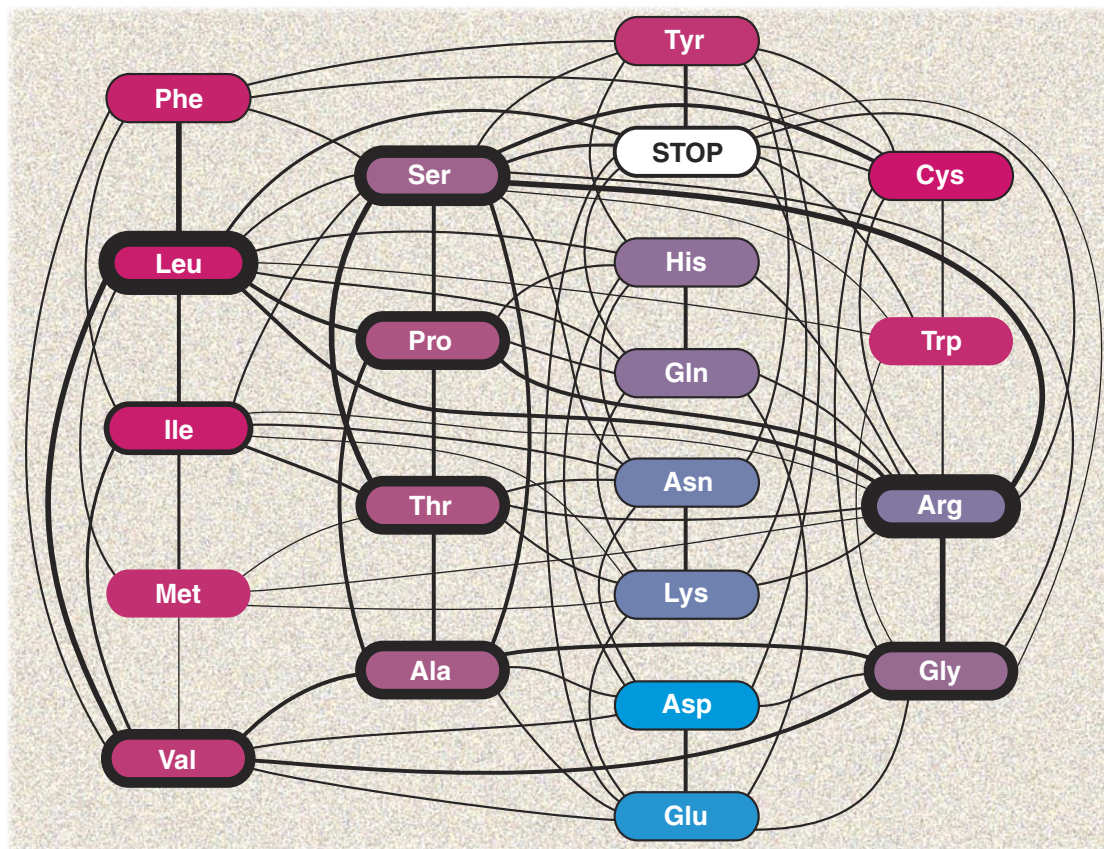 Phe
Leu
Ile
Met
Val
Ser
Pro
Thr
Ala
Tyr
STOP
His
Gln
Asn
Lys
Asp
Glu
Cys
Trp
Arg
Gly